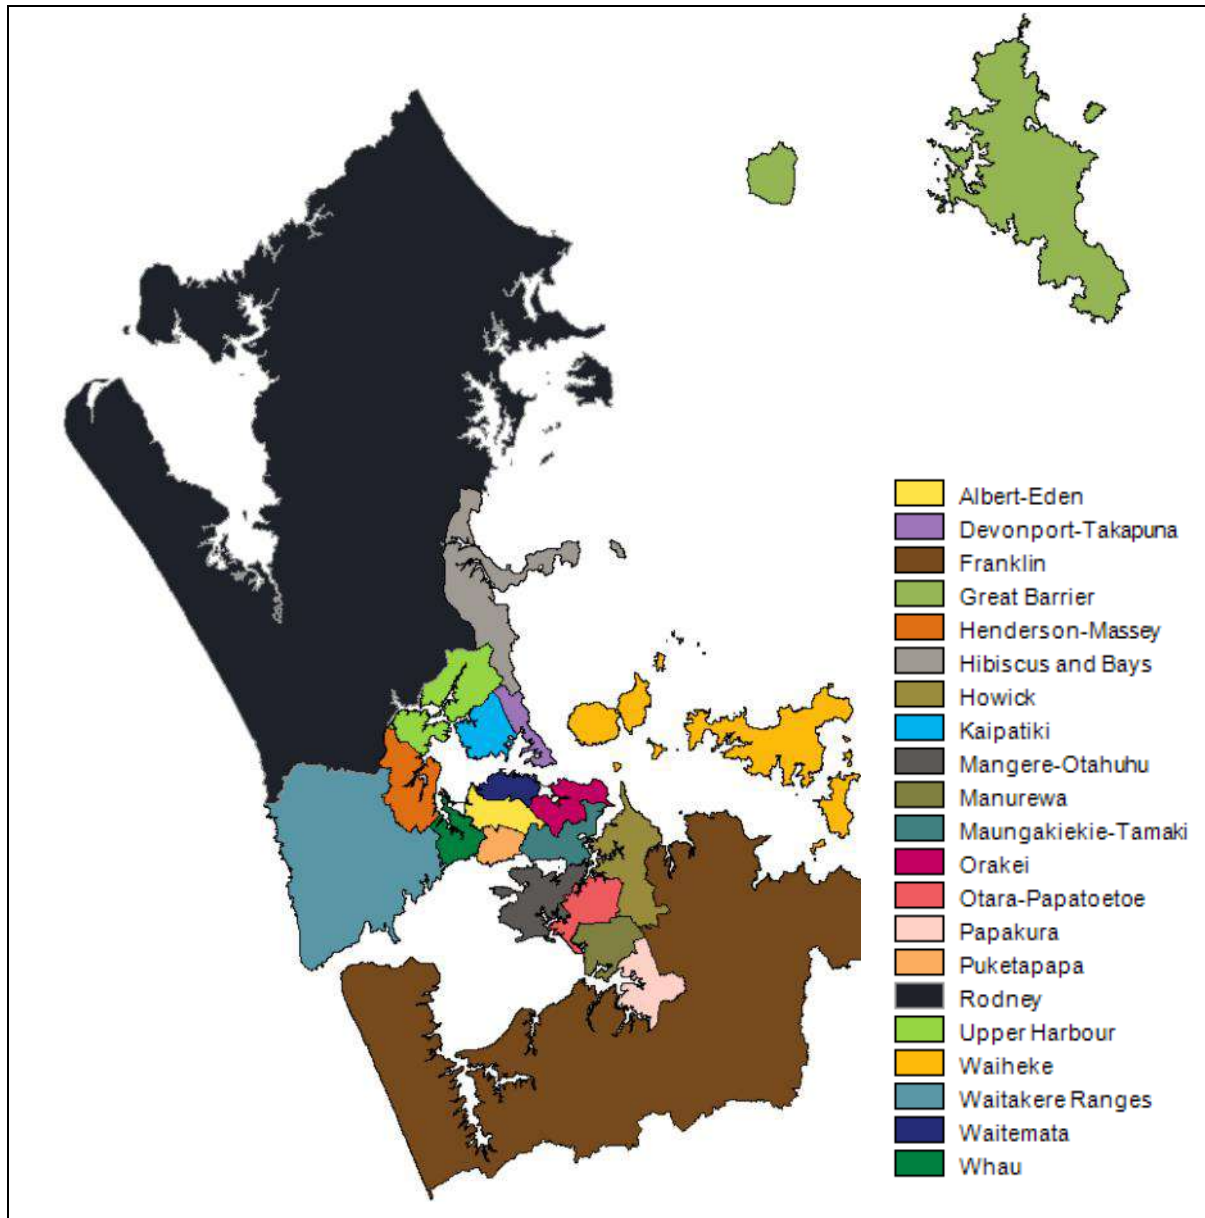 Albert-Eden
Devonport-Takapuna
Franklin
Great Barrier
Henderson-Massey
Hibiscus and Bays
Howick
Kaipatiki
Mangere-Otahuhu
Manurewa
Maungakiekie-Tamaki
Orakei
Otara-Papatoetoe
Papakura
Puketapapa
Rodney
Upper Harbour
Waiheke
Waitakere Ranges
Waitemata
Whau